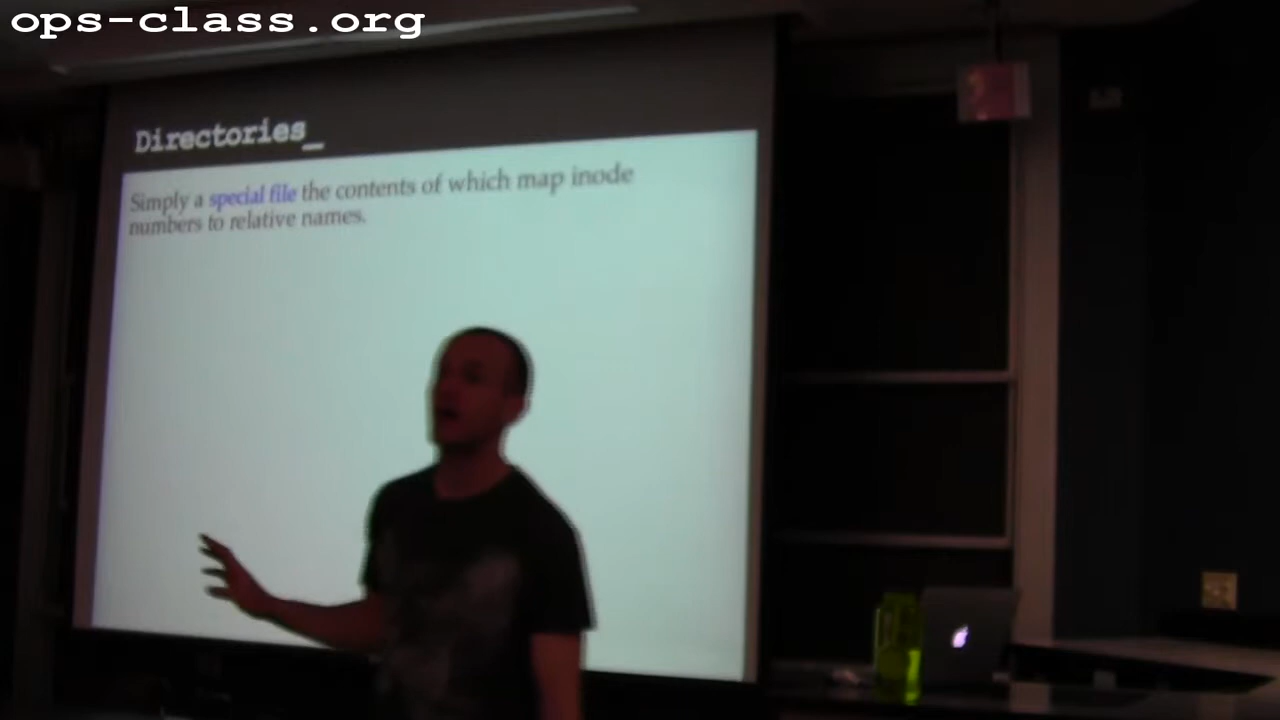 ops-class.org
Directories_
Simply a special file the contents of which map inode
numbers to relative names.